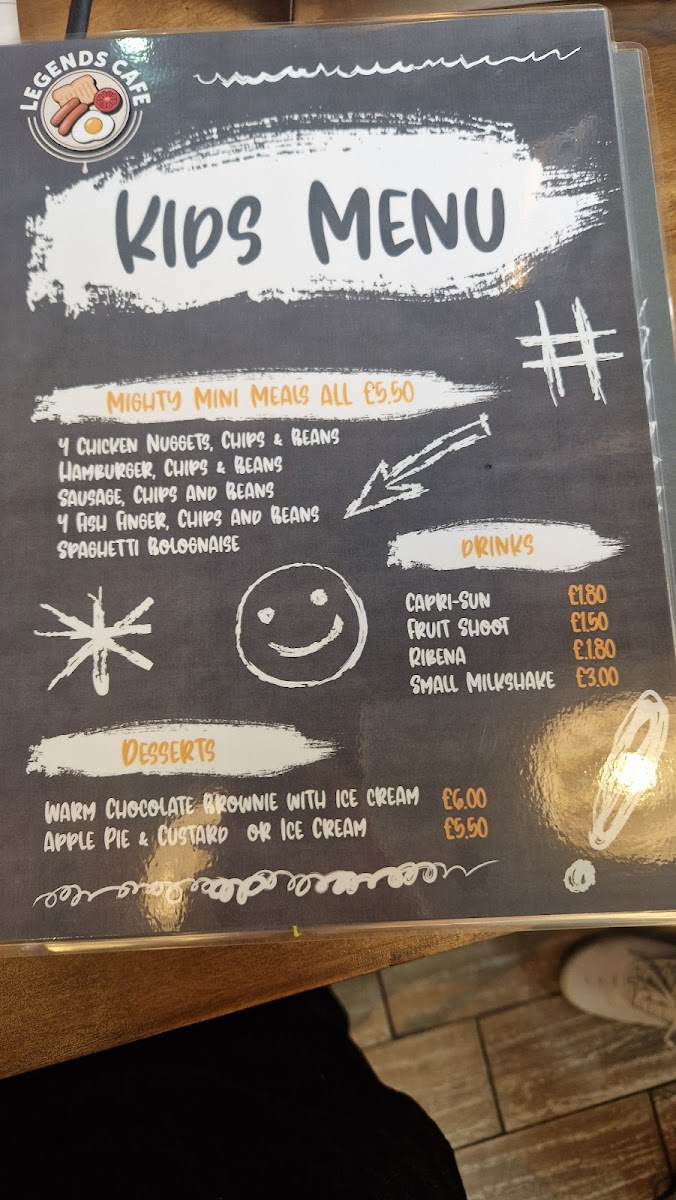 LEGENDS CAFE
KIDS MENU
MIGHTY MINI MEALS ALL £5.50
4 CHICKEN NUGGETS, CHIPS & BEANS
HAMBURGER, CHIPS & BEANS
SAUSAGE, CHIPS AND BEANS
4 FISH FINGER, CHIPS AND BEANS
SPAGHETTI BOLOGNAISE
DRINKS
CAPRI-SUN £1.80
FRUIT SHOOT £1.50
RIBENA £.1.80
SMALL MILKSHAKE £3.00
DESSERTS
WARM CHOCOLATE BROWNIE WITH ICE CREAM £6.00
APPLE PIE & CUSTARD OR ICE CREAM £5.50